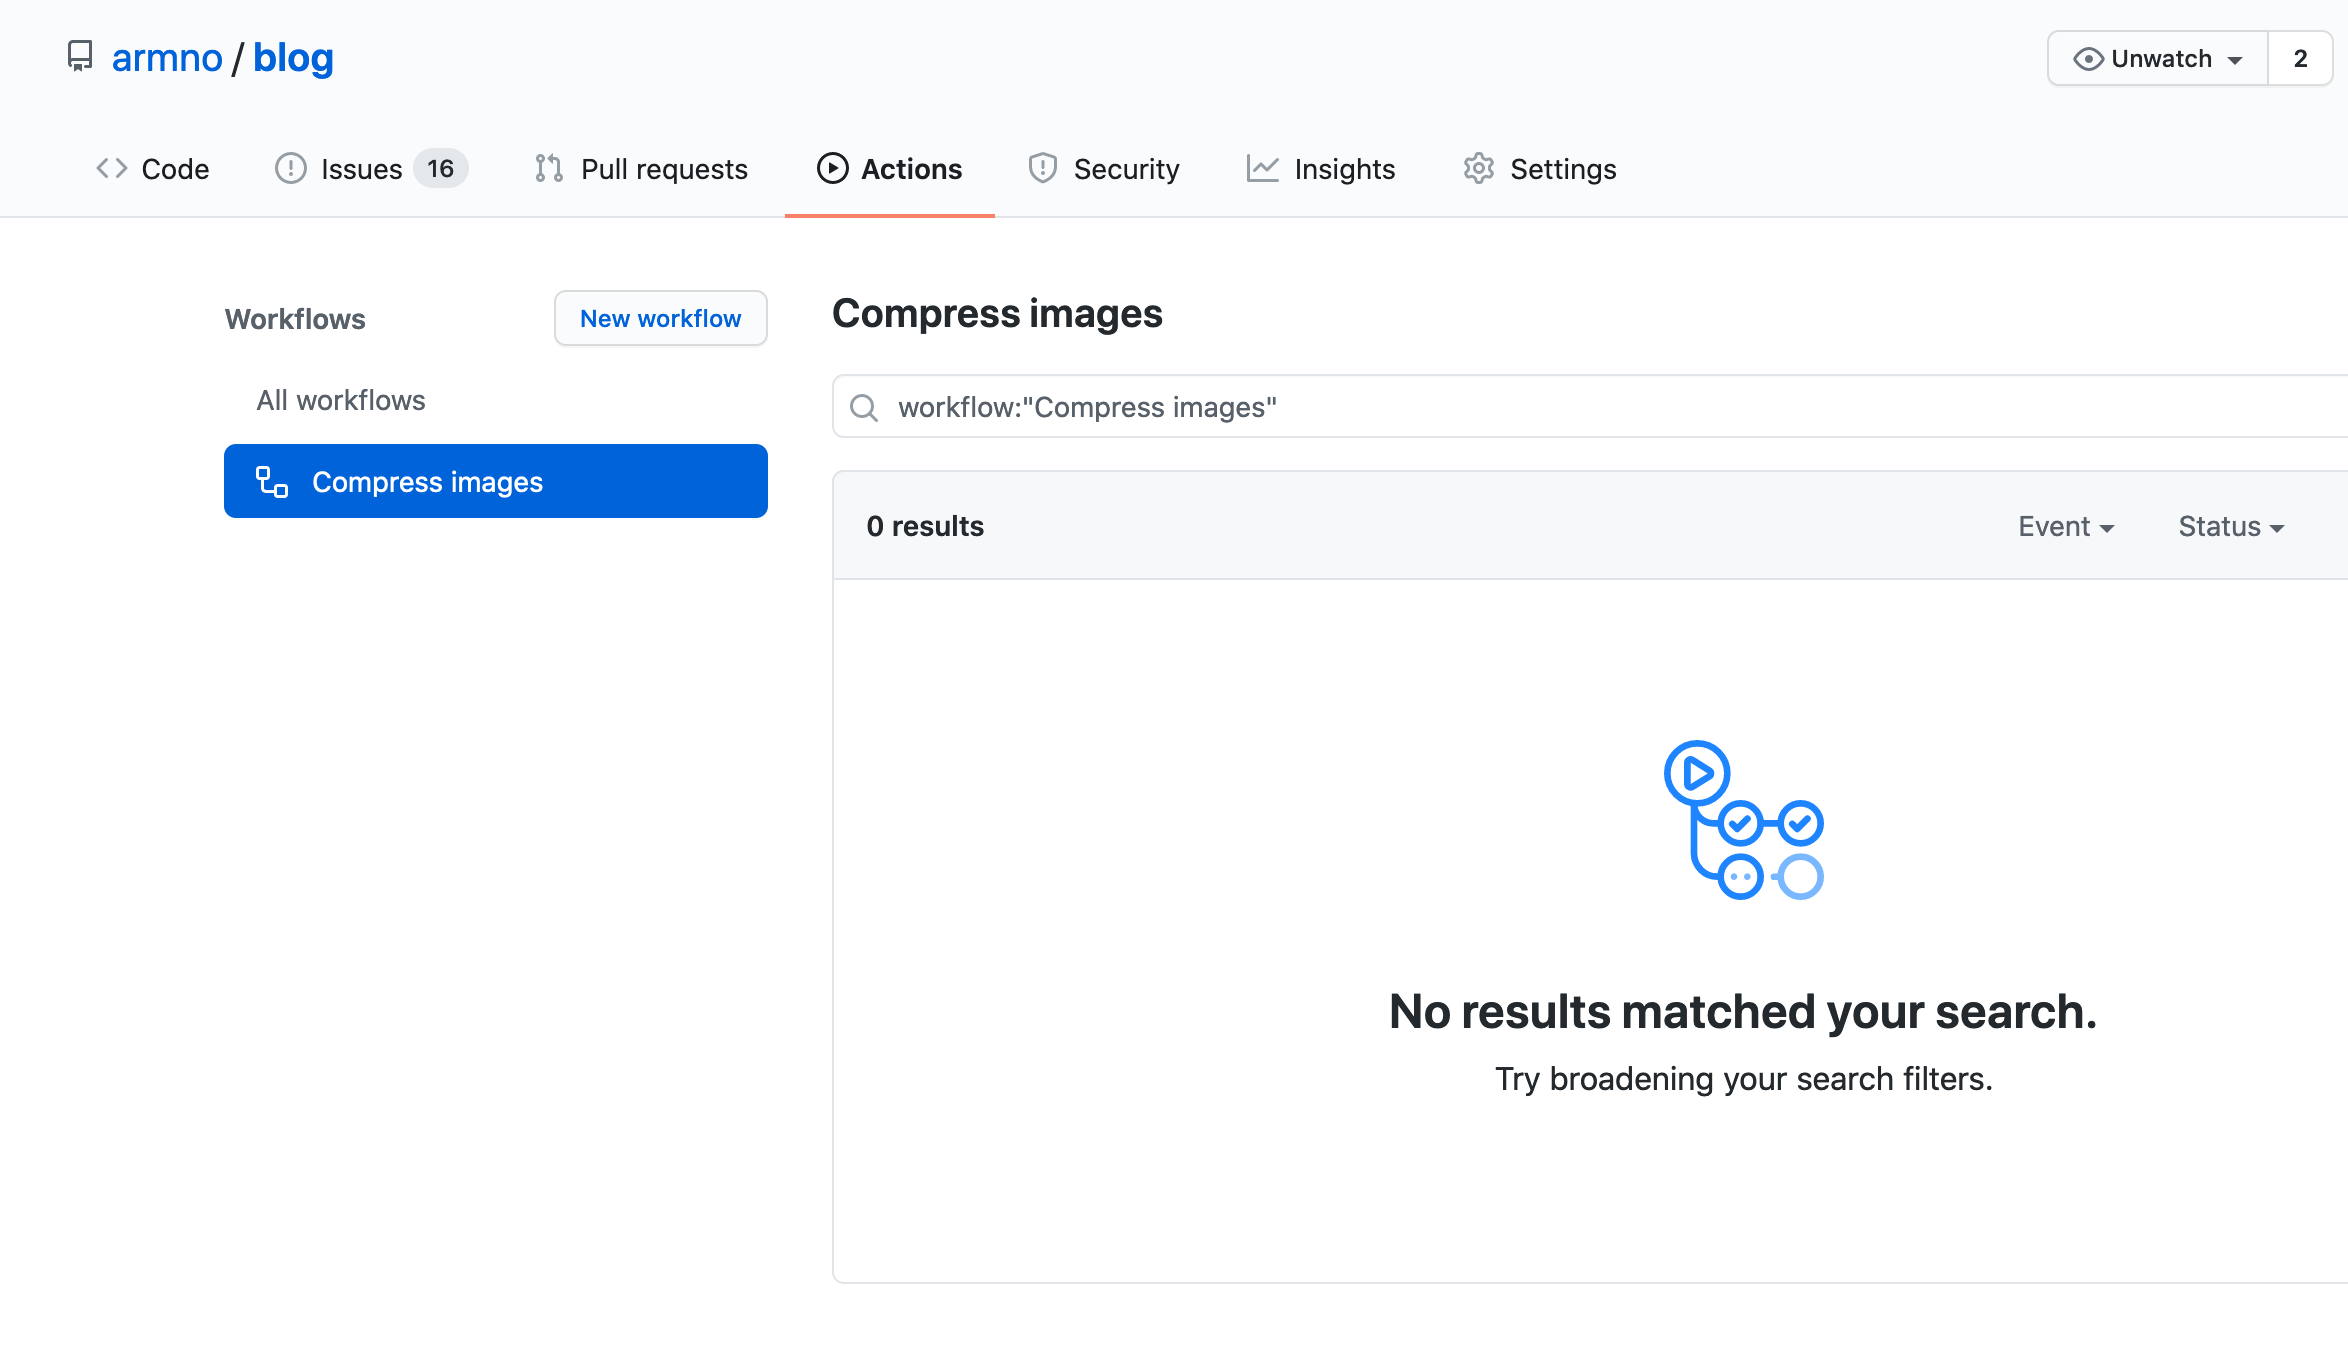 armno / blog
Unwatch 2
Code Issues 16 Pull requests Actions Security Insights Settings
Workflows
New workflow
All workflows
Compress images
Compress images
workflow:"Compress images"
0 results
Event Status
No results matched your search.
Try broadening your search filters.